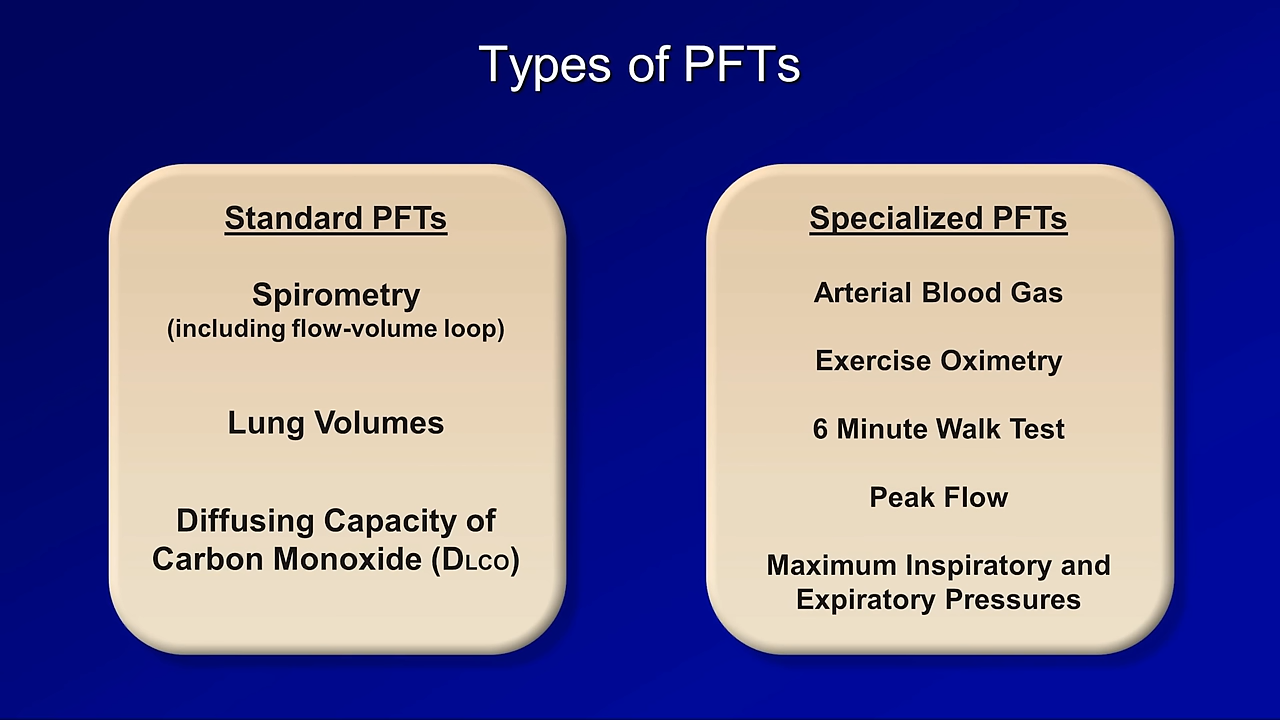 Types of PFTs
Standard PFTs
Spirometry
(including flow-volume loop)
Lung Volumes
Diffusing Capacity of
Carbon Monoxide (DLCO)
Specialized PFTs
Arterial Blood Gas
Exercise Oximetry
6 Minute Walk Test
Peak Flow
Maximum Inspiratory and
Expiratory Pressures